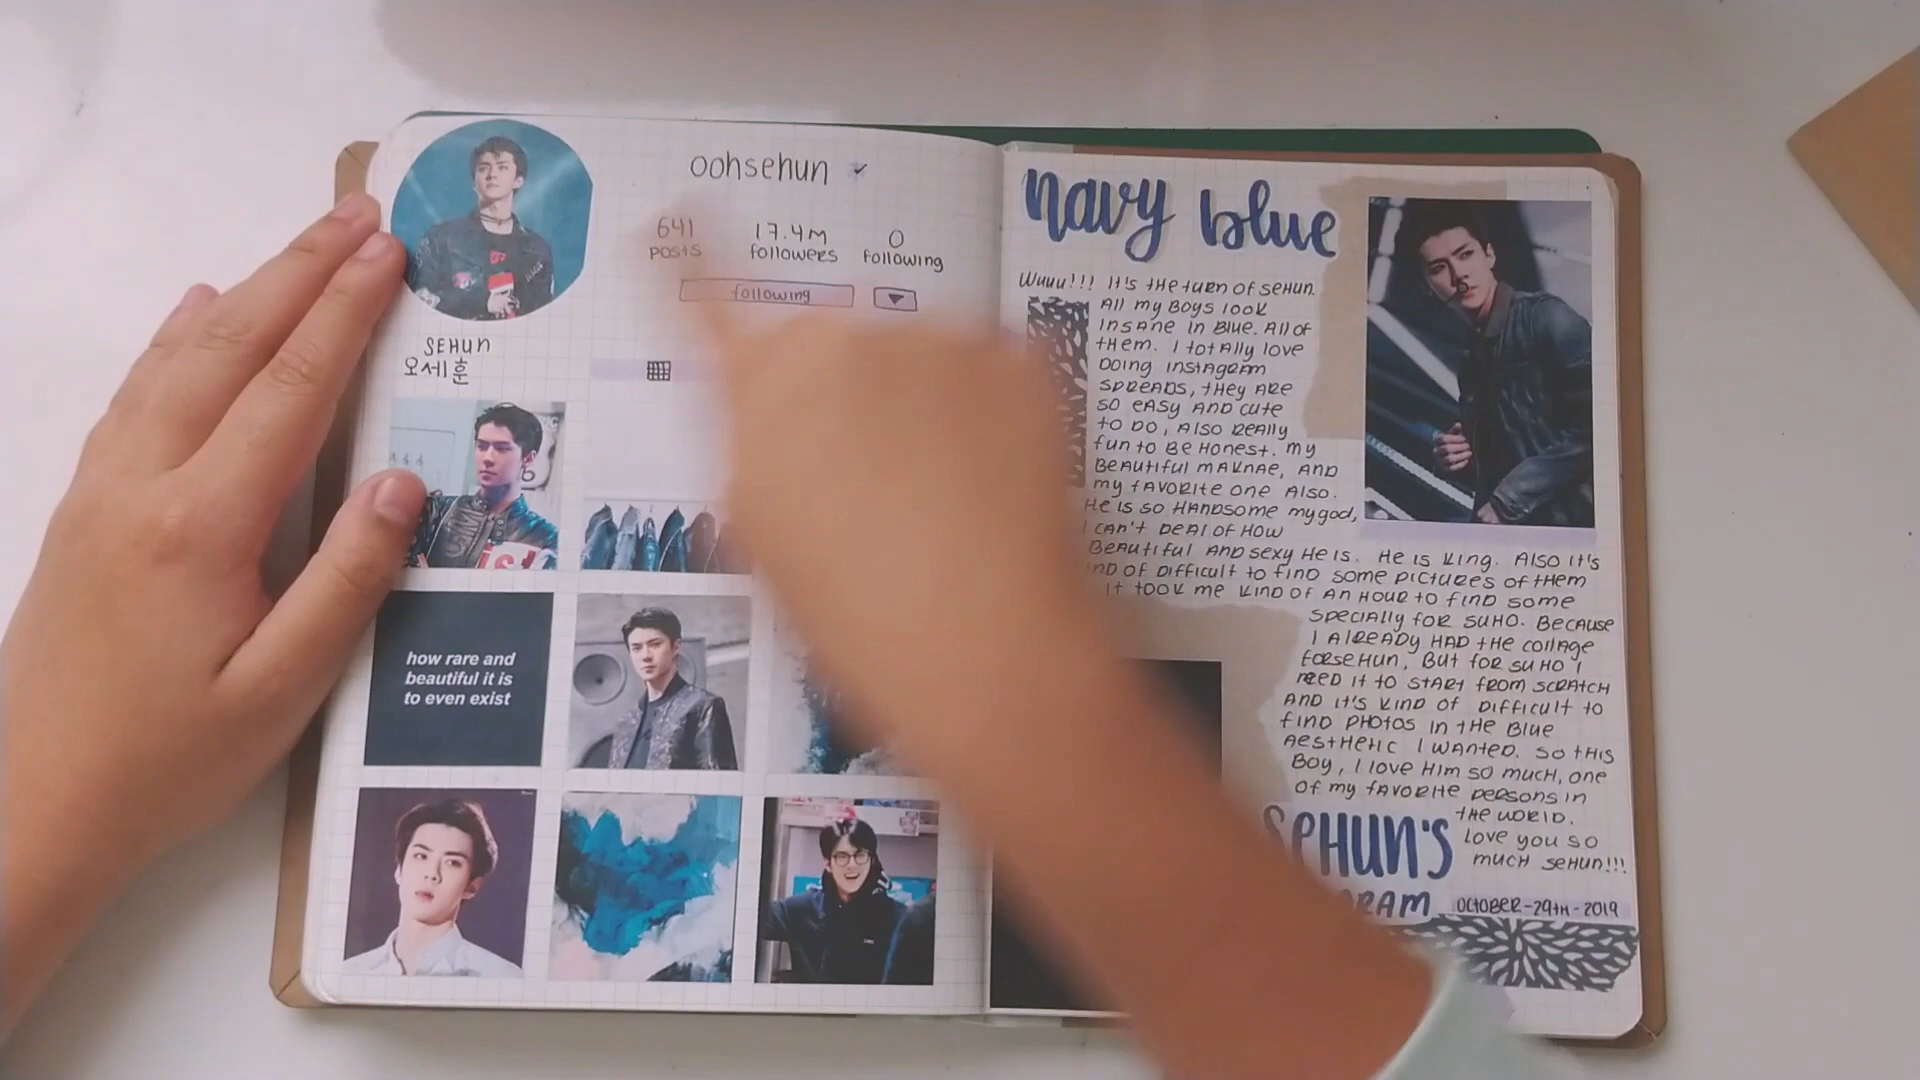 oohsehun
641 17.4M 0
posts followers following
following
SEHUN
오세훈
how rare and
beautiful it is
to even exist
navy blue
Wuuu!!! It's the turn of Sehun.
All my boys look
insane in blue. All of
them. I totally love
doing instagram
spreads, they are
so easy and cute
to do, also really
fun to be honest. My
beautiful maknae, and
my favorite one also.
He is so handsome my god,
I can't deal of how
beautiful and sexy he is. He is king. Also it's
of difficult to find some pictures of them
it took me kind of an hour to find some
specially for Suho. Because
I already had the collage
for Sehun, but for Suho I
need it to start from scratch
and it's kind of difficult to
find photos in the blue
aesthetic I wanted. So this
boy, I love him so much, one
of my favorite persons in
the world.
Love you so
much Sehun!!!
SEHUN'S
OCTOBER-29TH-2019